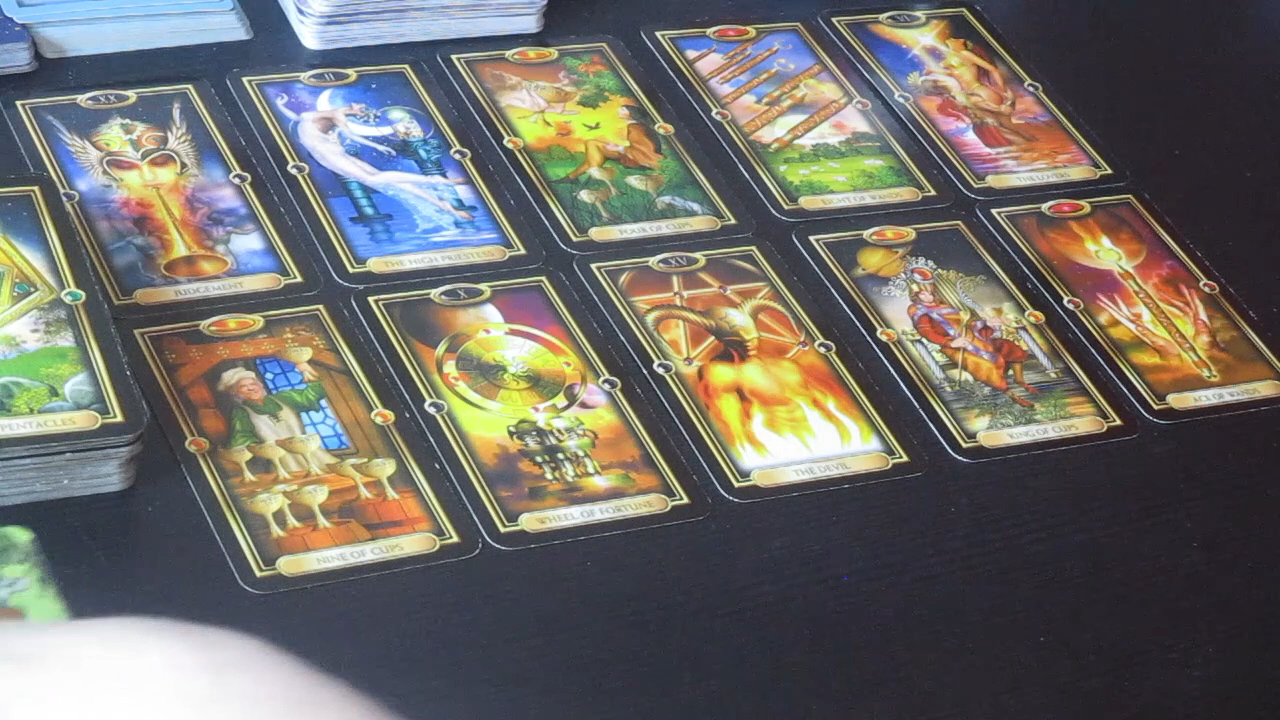 XX
JUDGEMENT
II
THE HIGH PRIESTESS
FOUR OF CUPS
EIGHT OF WANDS
VI
THE LOVERS
PENTACLES
NINE OF CUPS
X
WHEEL OF FORTUNE
XV
THE DEVIL
KING OF CUPS
ACE OF WANDS